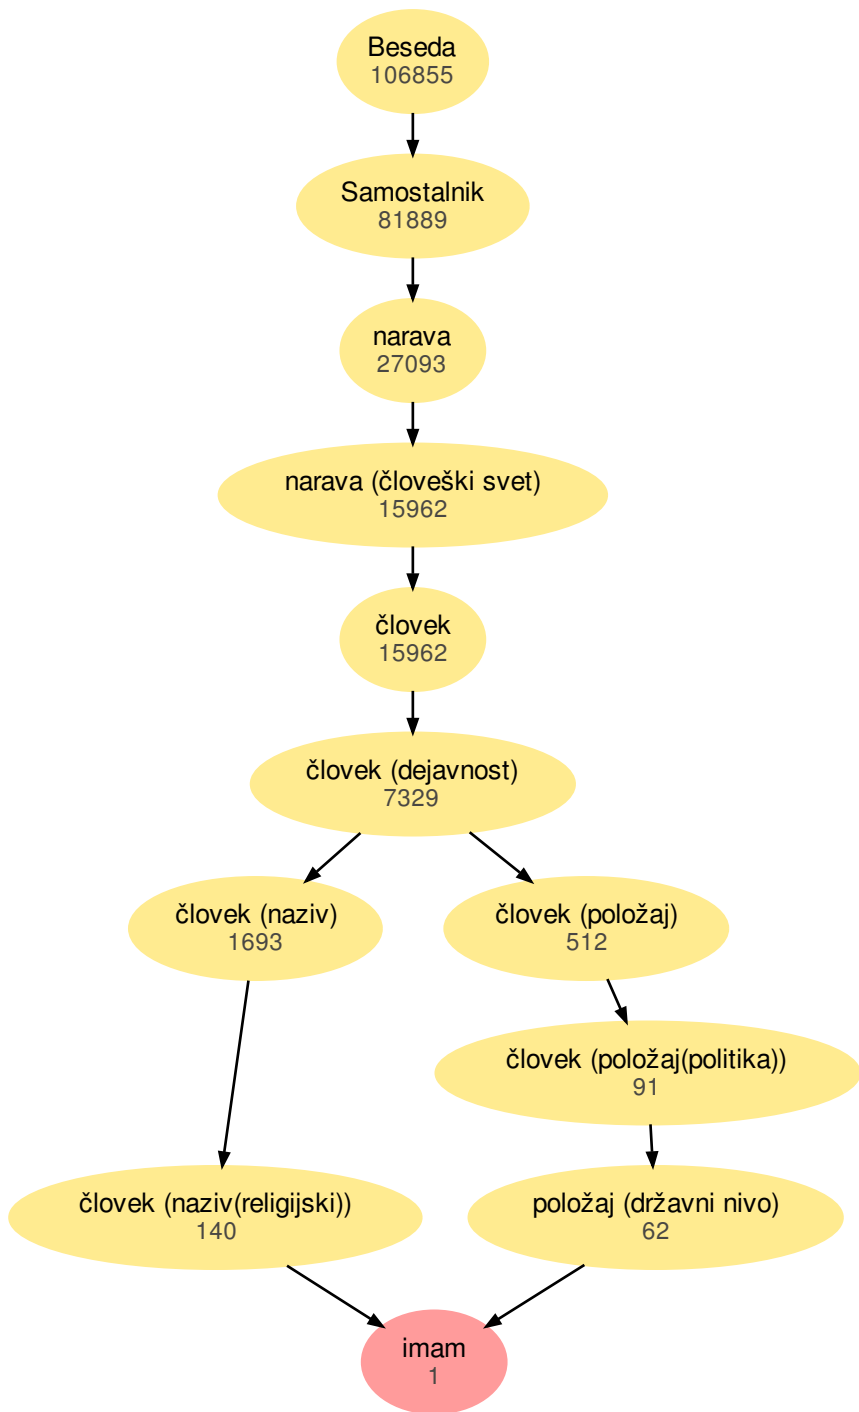 Beseda
106855
Samostalnik
81889
narava
27093
narava (človeški svet)
15962
človek
15962
človek (dejavnost)
7329
človek (naziv)
1693
človek (položaj)
512
človek (položaj(politika))
91
človek (naziv(religijski))
140
položaj (državni nivo)
62
imam
1